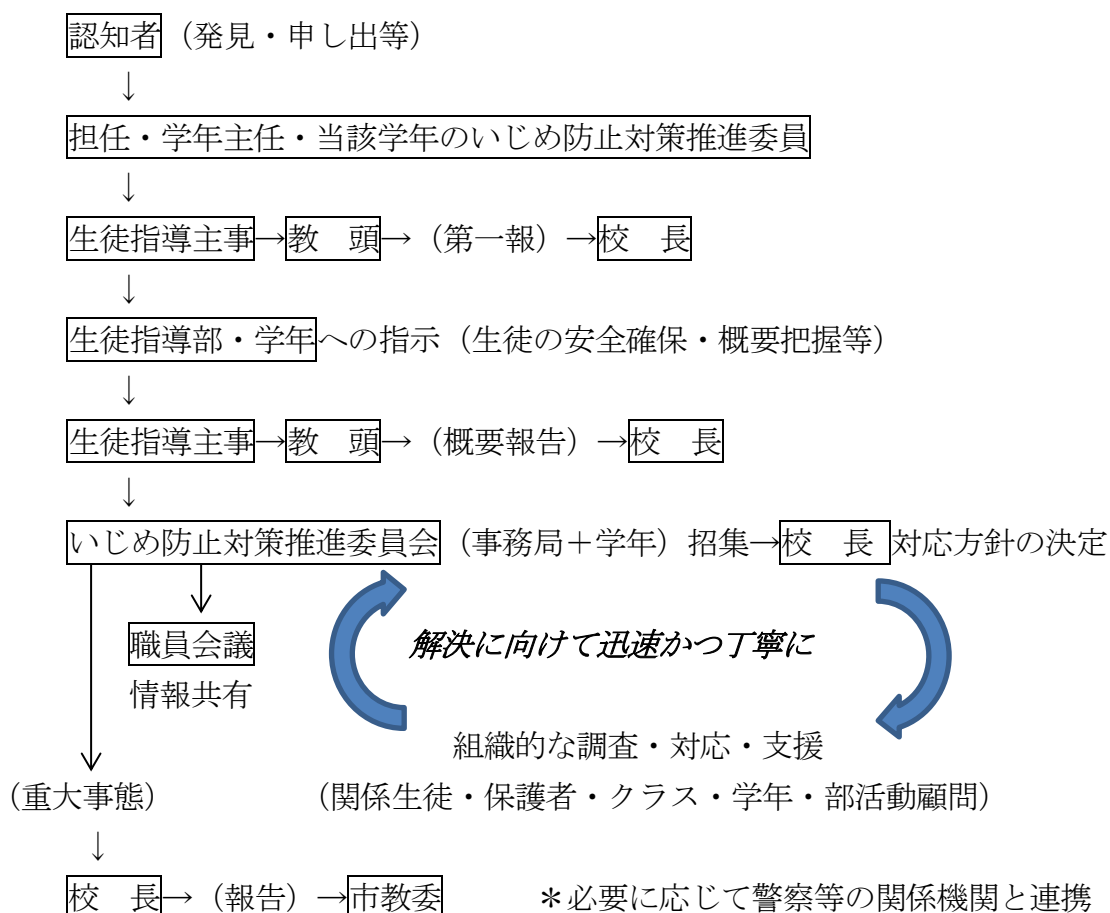 認知者（発見・申し出等）
↓
担任・学年主任・当該学年のいじめ防止対策推進委員
↓
生徒指導主事→教　頭→（第一報）→校　長
↓
生徒指導部・学年への指示（生徒の安全確保・概要把握等）
↓
生徒指導主事→教　頭→（概要報告）→校　長
↓
いじめ防止対策推進委員会（事務局＋学年）招集→校　長 対応方針の決定
解決に向けて迅速かつ丁寧に
職員会議
情報共有
組織的な調査・対応・支援
（重大事態）　（関係生徒・保護者・クラス・学年・部活動顧問）
↓
校　長→（報告）→市教委　＊必要に応じて警察等の関係機関と連携